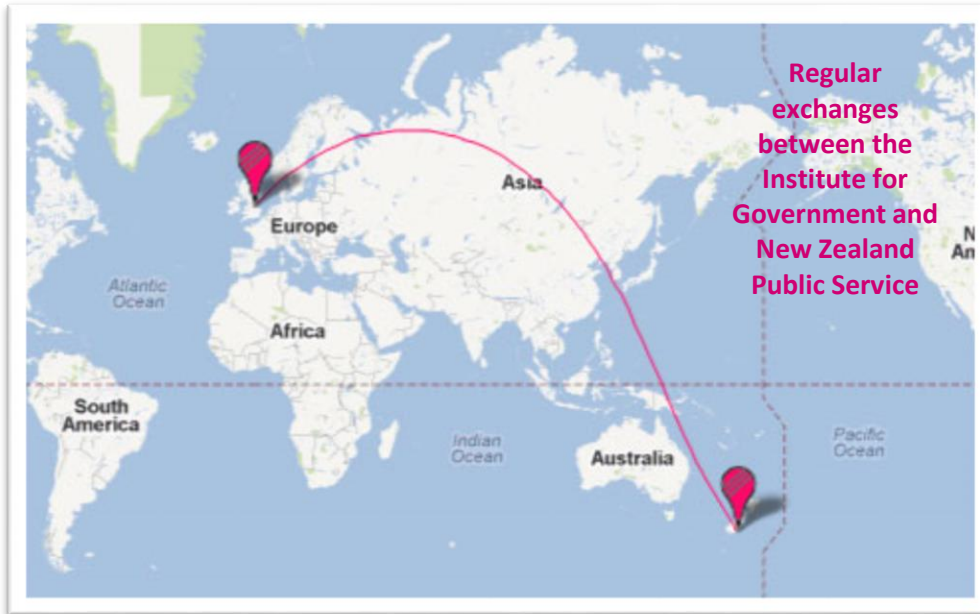 Regular
exchanges
between the
Institute for
Government and
New Zealand
Public Service
Asia
Europe
N
An
Atlantic
Ocean
Africa
South
America
Indian
Ocean
Australia
Pacific
Ocean